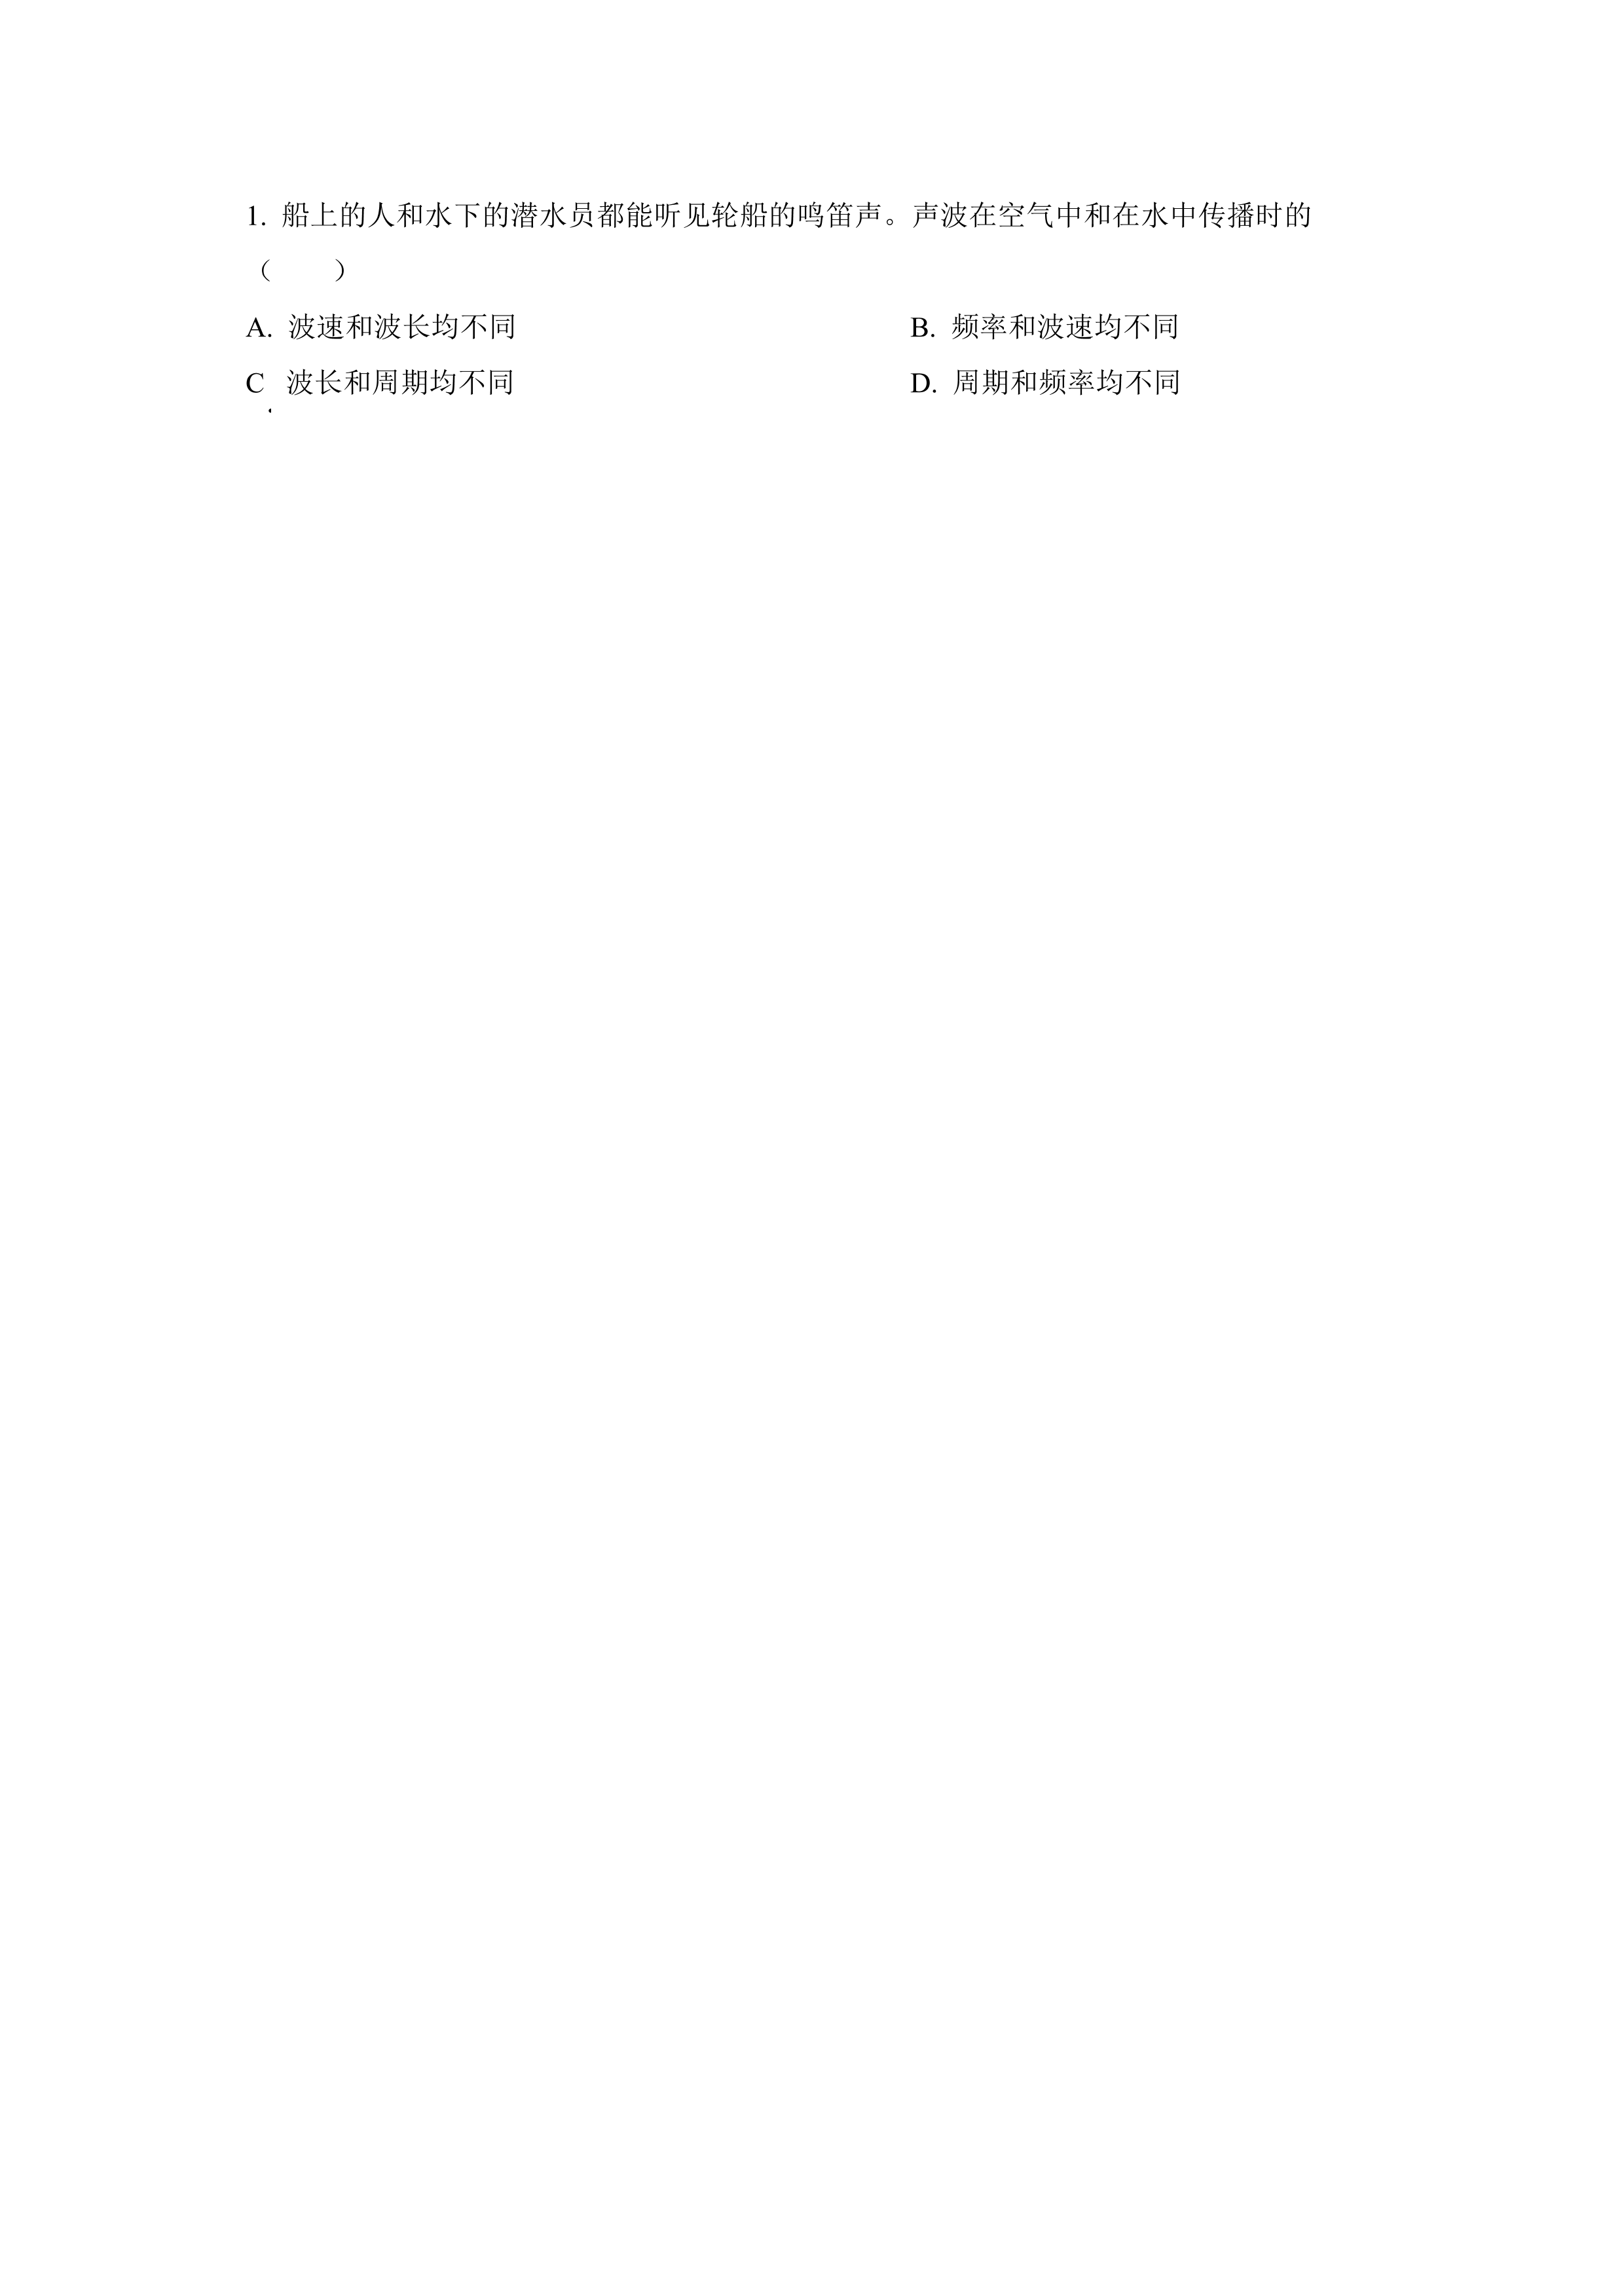 1. 船上的人和水下的潜水员都能听见轮船的鸣笛声。声波在空气中和在水中传播时的
（　　）
A. 波速和波长均不同 B. 频率和波速均不同
C 波长和周期均不同 D. 周期和频率均不同